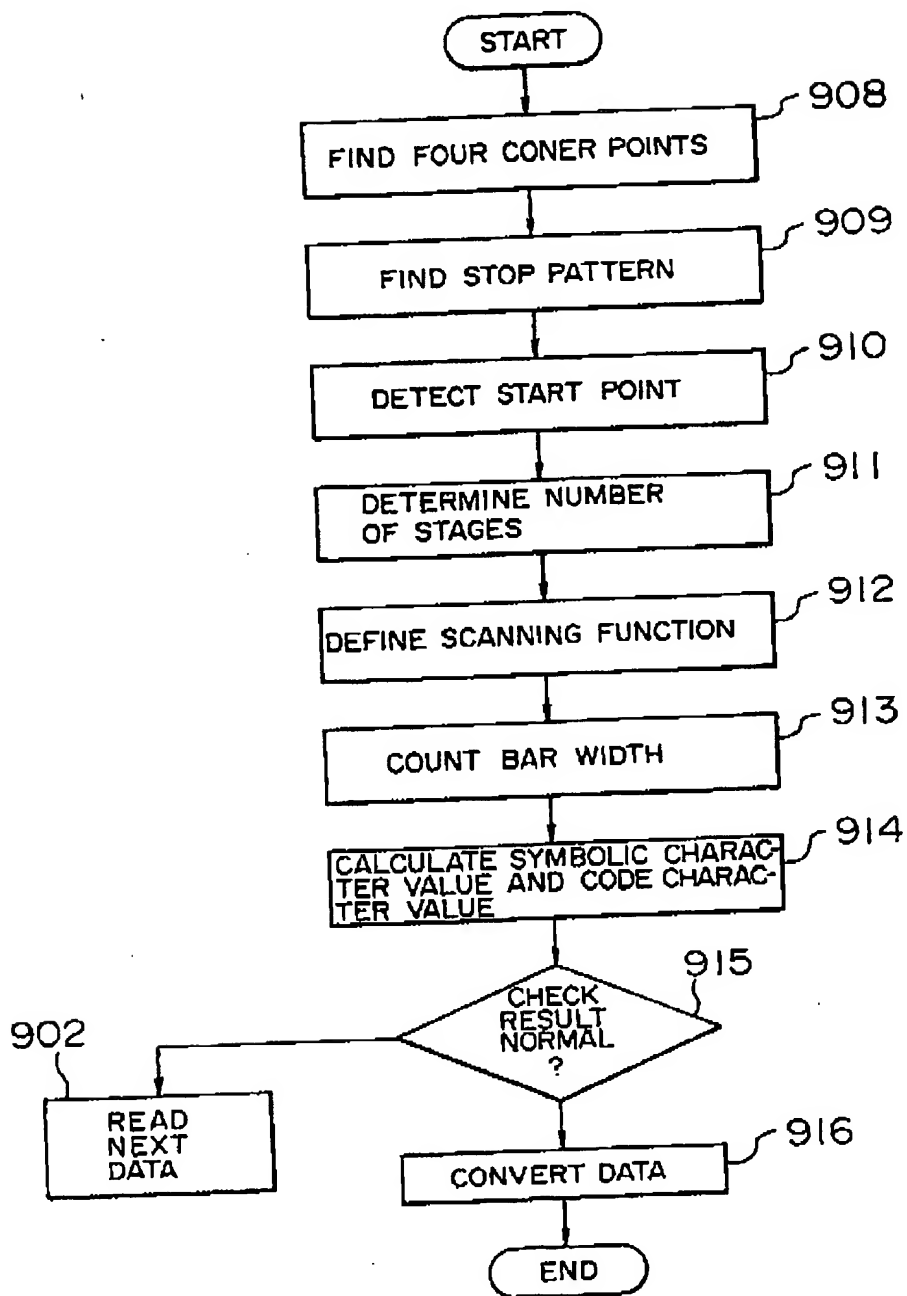 START
908
FIND FOUR CONER POINTS
909
FIND STOP PATTERN
910
DETECT START POINT
911
DETERMINE NUMBER
OF STAGES
912
DEFINE SCANNING FUNCTION
913
COUNT BAR WIDTH
914
CALCULATE SYMBOLIC CHARAC-
TER VALUE AND CODE CHARAC-
TER VALUE
915
CHECK
RESULT
NORMAL
?
902
READ
NEXT
DATA
916
CONVERT DATA
END